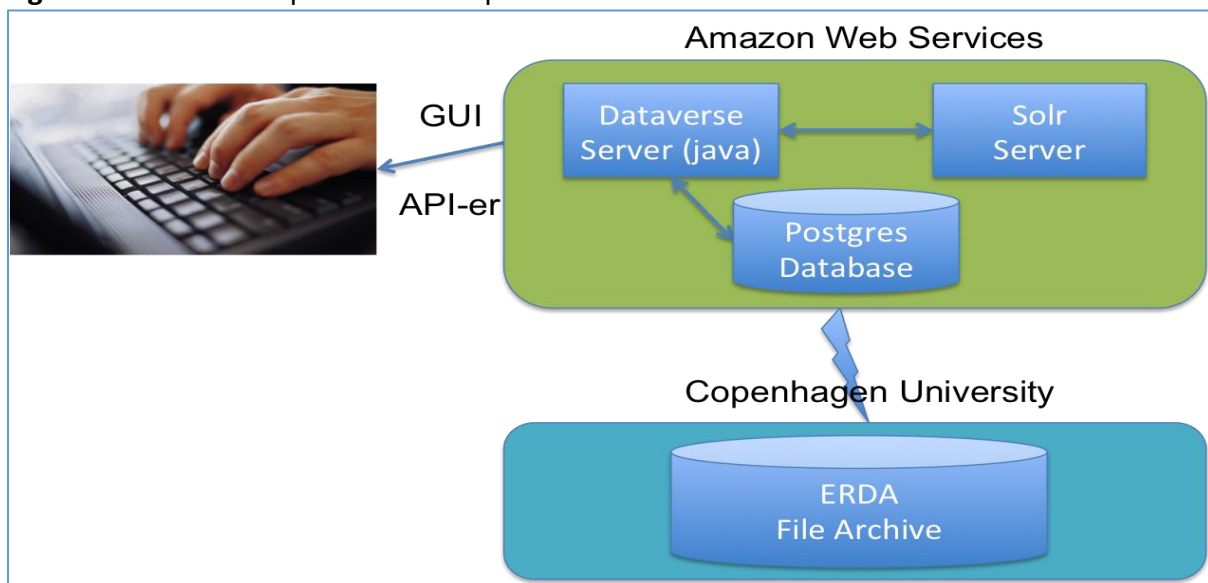 Amazon Web Services
GUI
API-er
Dataverse
Server (java)
Solr
Server
Postgres
Database
Copenhagen University
ERDA
File Archive